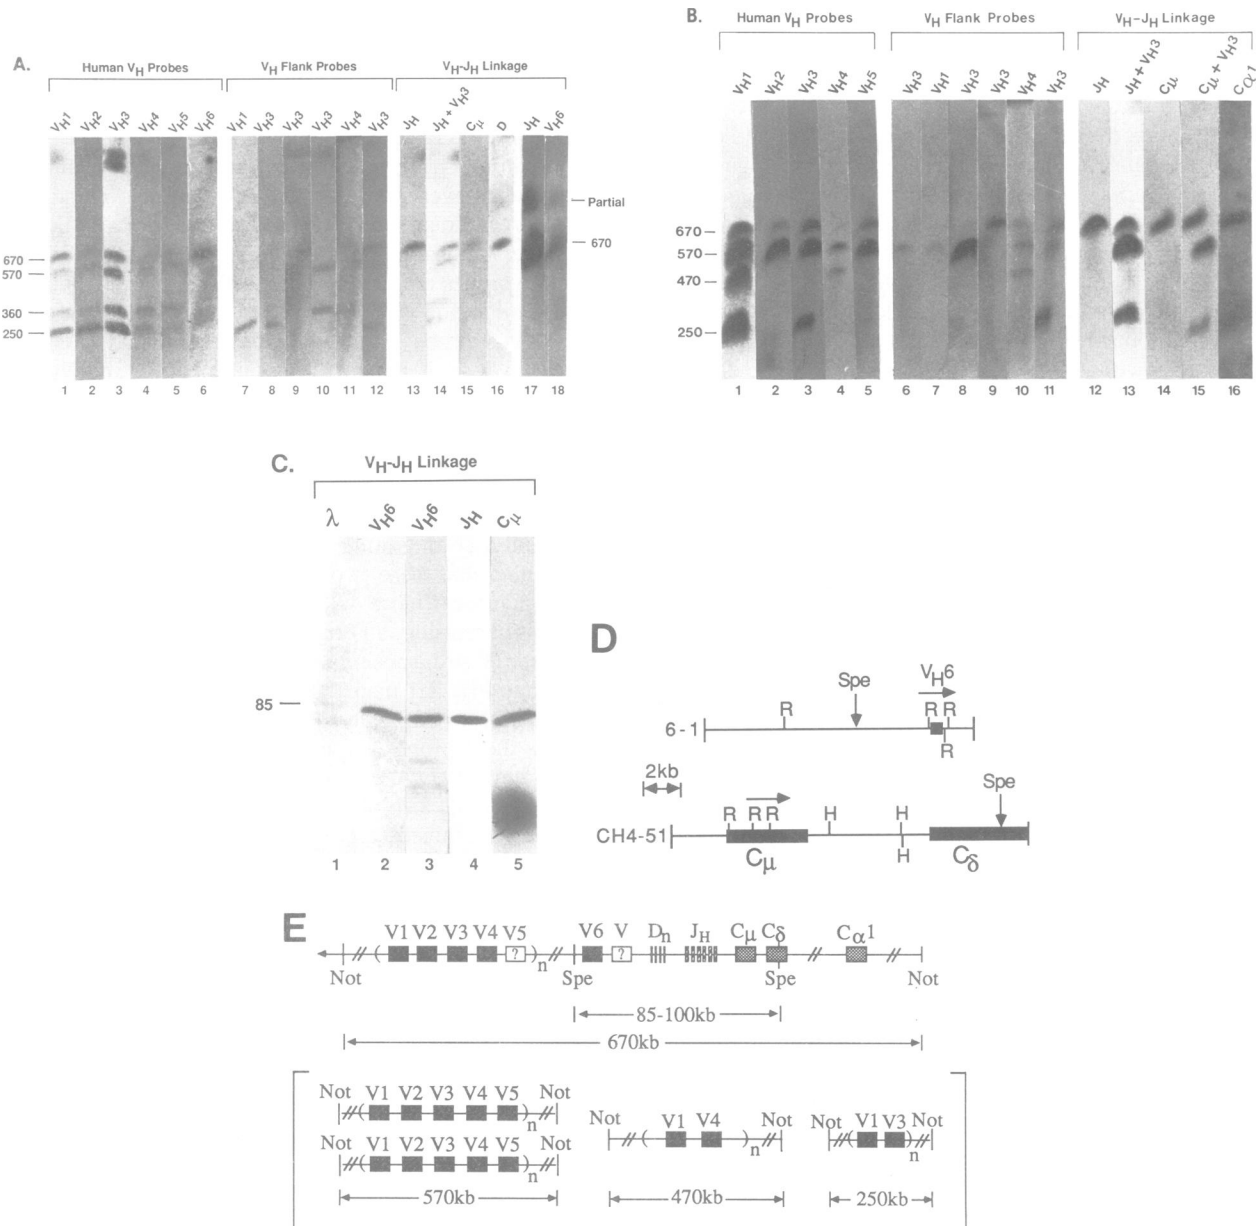 A.
Human VH Probes
VH Flank Probes
VH-JH Linkage
VH1 VH2 VH3 VH4 VH5 VH6
VH1 VH3 VH3 VH3 VH4 VH3
JH JH + VH3 Cμ D JH VH6
670
570
360
250
Partial
670
1 2 3 4 5 6
7 8 9 10 11 12
13 14 15 16 17 18
B.
Human VH Probes
VH Flank Probes
VH-JH Linkage
VH1 VH2 VH3 VH4 VH5
VH3 VH1 VH3 VH3 VH4 VH3
JH JH + VH3 Cμ Cμ + VH3 Cα1
670
570
470
250
1 2 3 4 5
6 7 8 9 10 11
12 13 14 15 16
C.
VH-JH Linkage
λ VH6 VH6 JH Cμ
85
1 2 3 4 5
D
VH6
Spe
R R R
6-1
R
2kb
Spe
R R R H H
CH4-51
H
Cμ Cδ
E
V1 V2 V3 V4 V5 V6 V Dn JH Cμ Cδ Cα1
? ?
n
Not Spe Spe Not
85-100kb
670kb
Not V1 V2 V3 V4 V5 Not
n
Not V1 V2 V3 V4 V5 Not
n
570kb
Not V1 V4 Not
n
470kb
Not V1 V3 Not
n
250kb